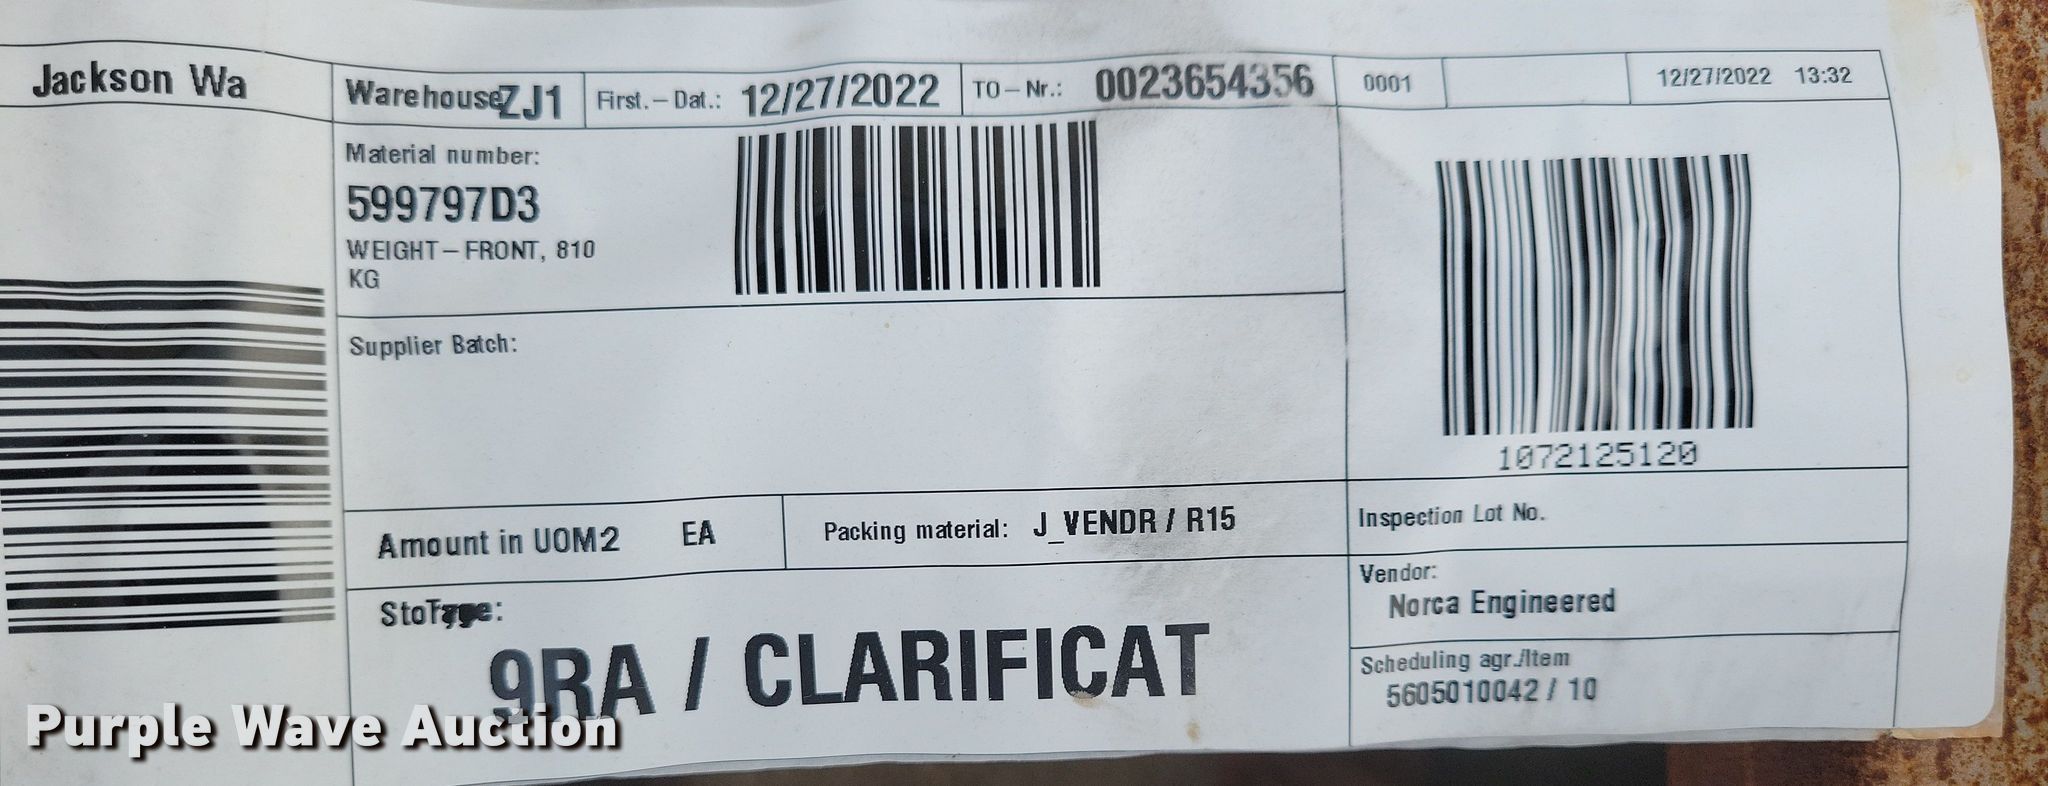 Jackson Wa
Warehouse ZJ1
First.-Dat.: 12/27/2022
TO-Nr.: 0023654356
0001
12/27/2022 13:32
Material number:
599797D3
WEIGHT-FRONT, 810
KG
Supplier Batch:
1072125120
Amount in UOM2 EA
Packing material: J_VENDR / R15
Inspection Lot No.
Vendor:
Norca Engineered
9RA / CLARIFICAT
Scheduling agr./Item
5605010042 / 10
Purple Wave Auction